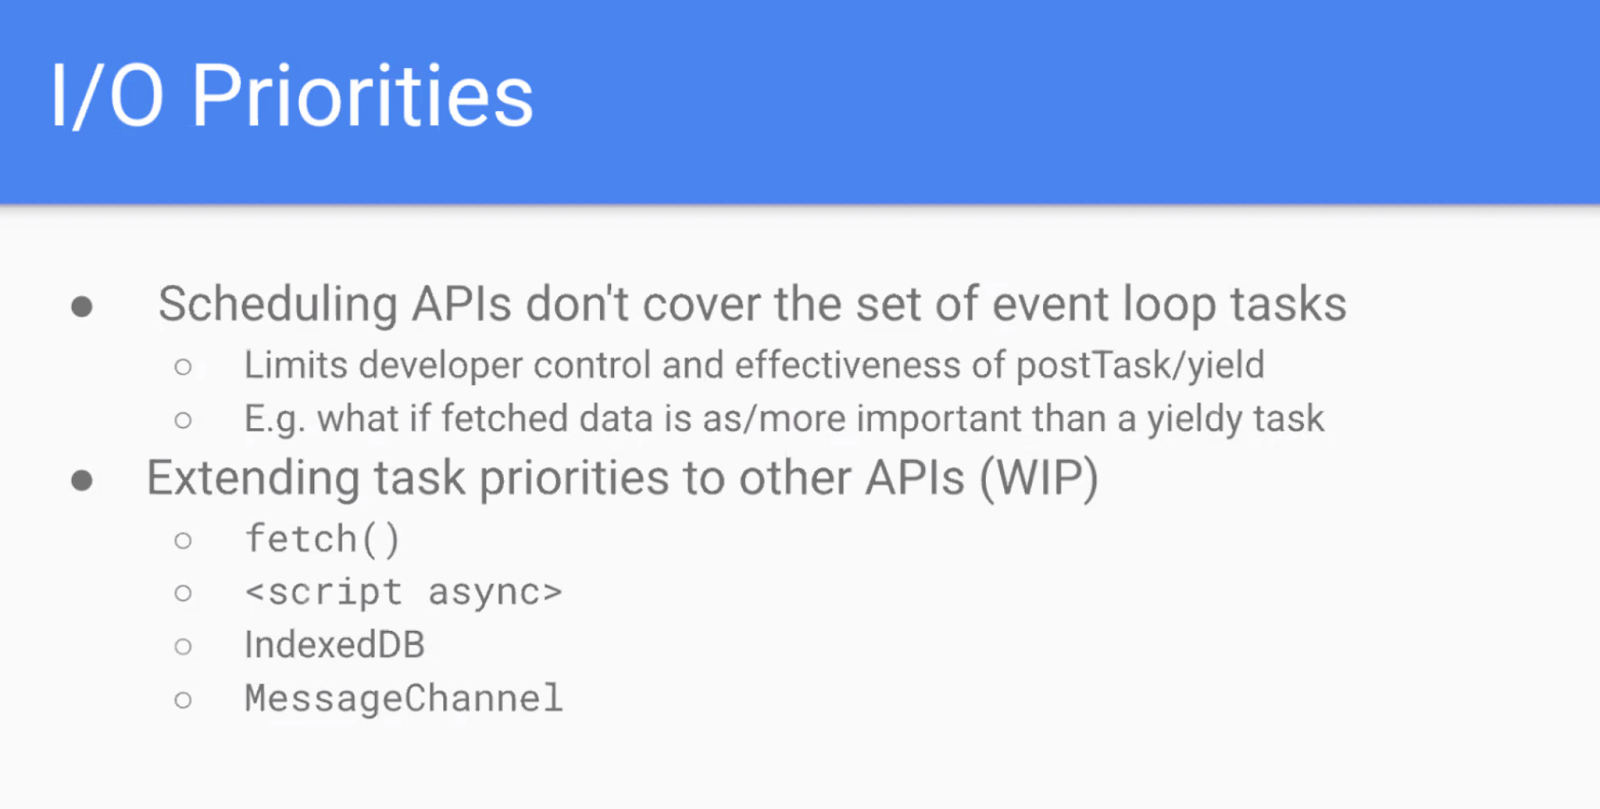 I/O Priorities
● Scheduling APIs don't cover the set of event loop tasks
○ Limits developer control and effectiveness of postTask/yield
○ E.g. what if fetched data is as/more important than a yieldy task
● Extending task priorities to other APIs (WIP)
○ fetch()
○ <script async>
○ IndexedDB
○ MessageChannel